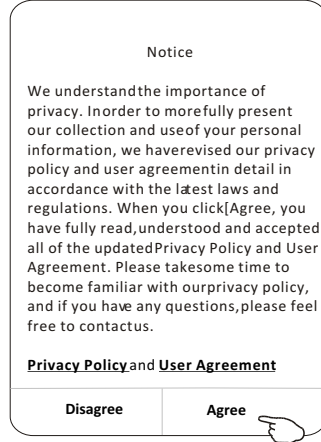 Notice
We understandthe importance of
privacy. Inorder to morefully present
our collection and useof your personal
information, we haverevised our privacy
policy and user agreementin detail in
accordance with the latest laws and
regulations. When you click[Agree, you
have fully read,understood and accepted
all of the updatedPrivacy Policy and User
Agreement. Please takesome time to
become familiar with ourprivacy policy,
and if you have any questions,please feel
free to contactus.
Privacy Policy and User Agreement
Disagree Agree